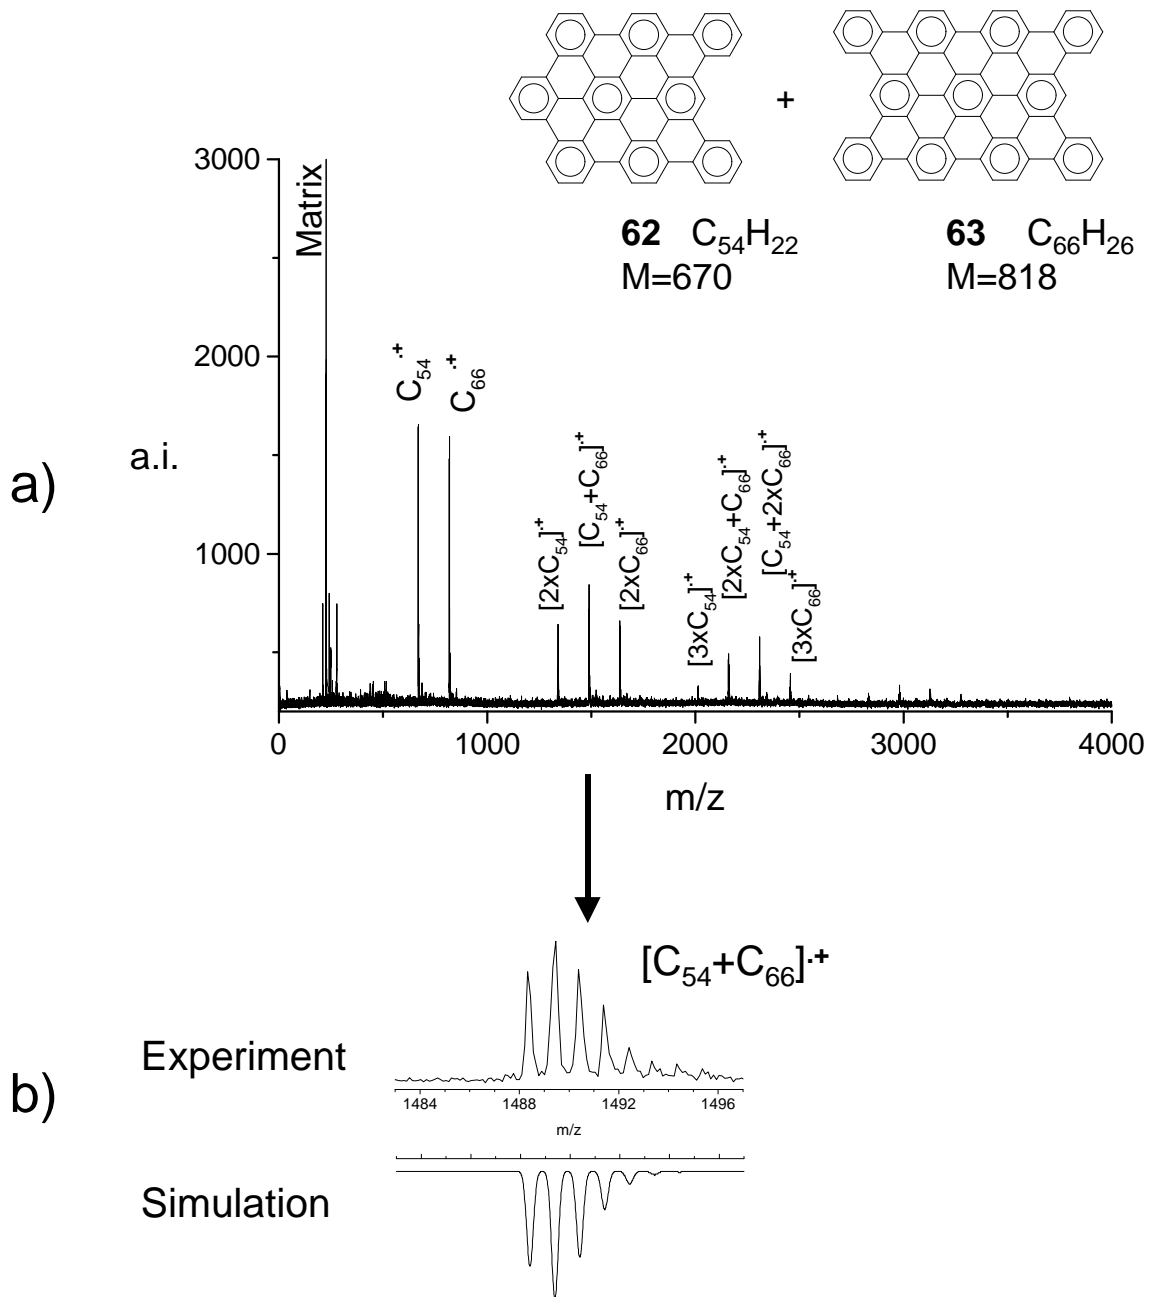 +
62 C54H22
M=670
63 C66H26
M=818
a)
a.i.
3000
2000
1000
Matrix
C54·+
C66·+
[2xC54]·+
[C54+C66]·+
[2xC66]·+
[3xC54]·+
[2xC54+C66]·+
[C54+2xC66]·+
[3xC66]·+
0 1000 2000 3000 4000
m/z
[C54+C66]·+
b)
Experiment
1484 1488 1492 1496
m/z
Simulation